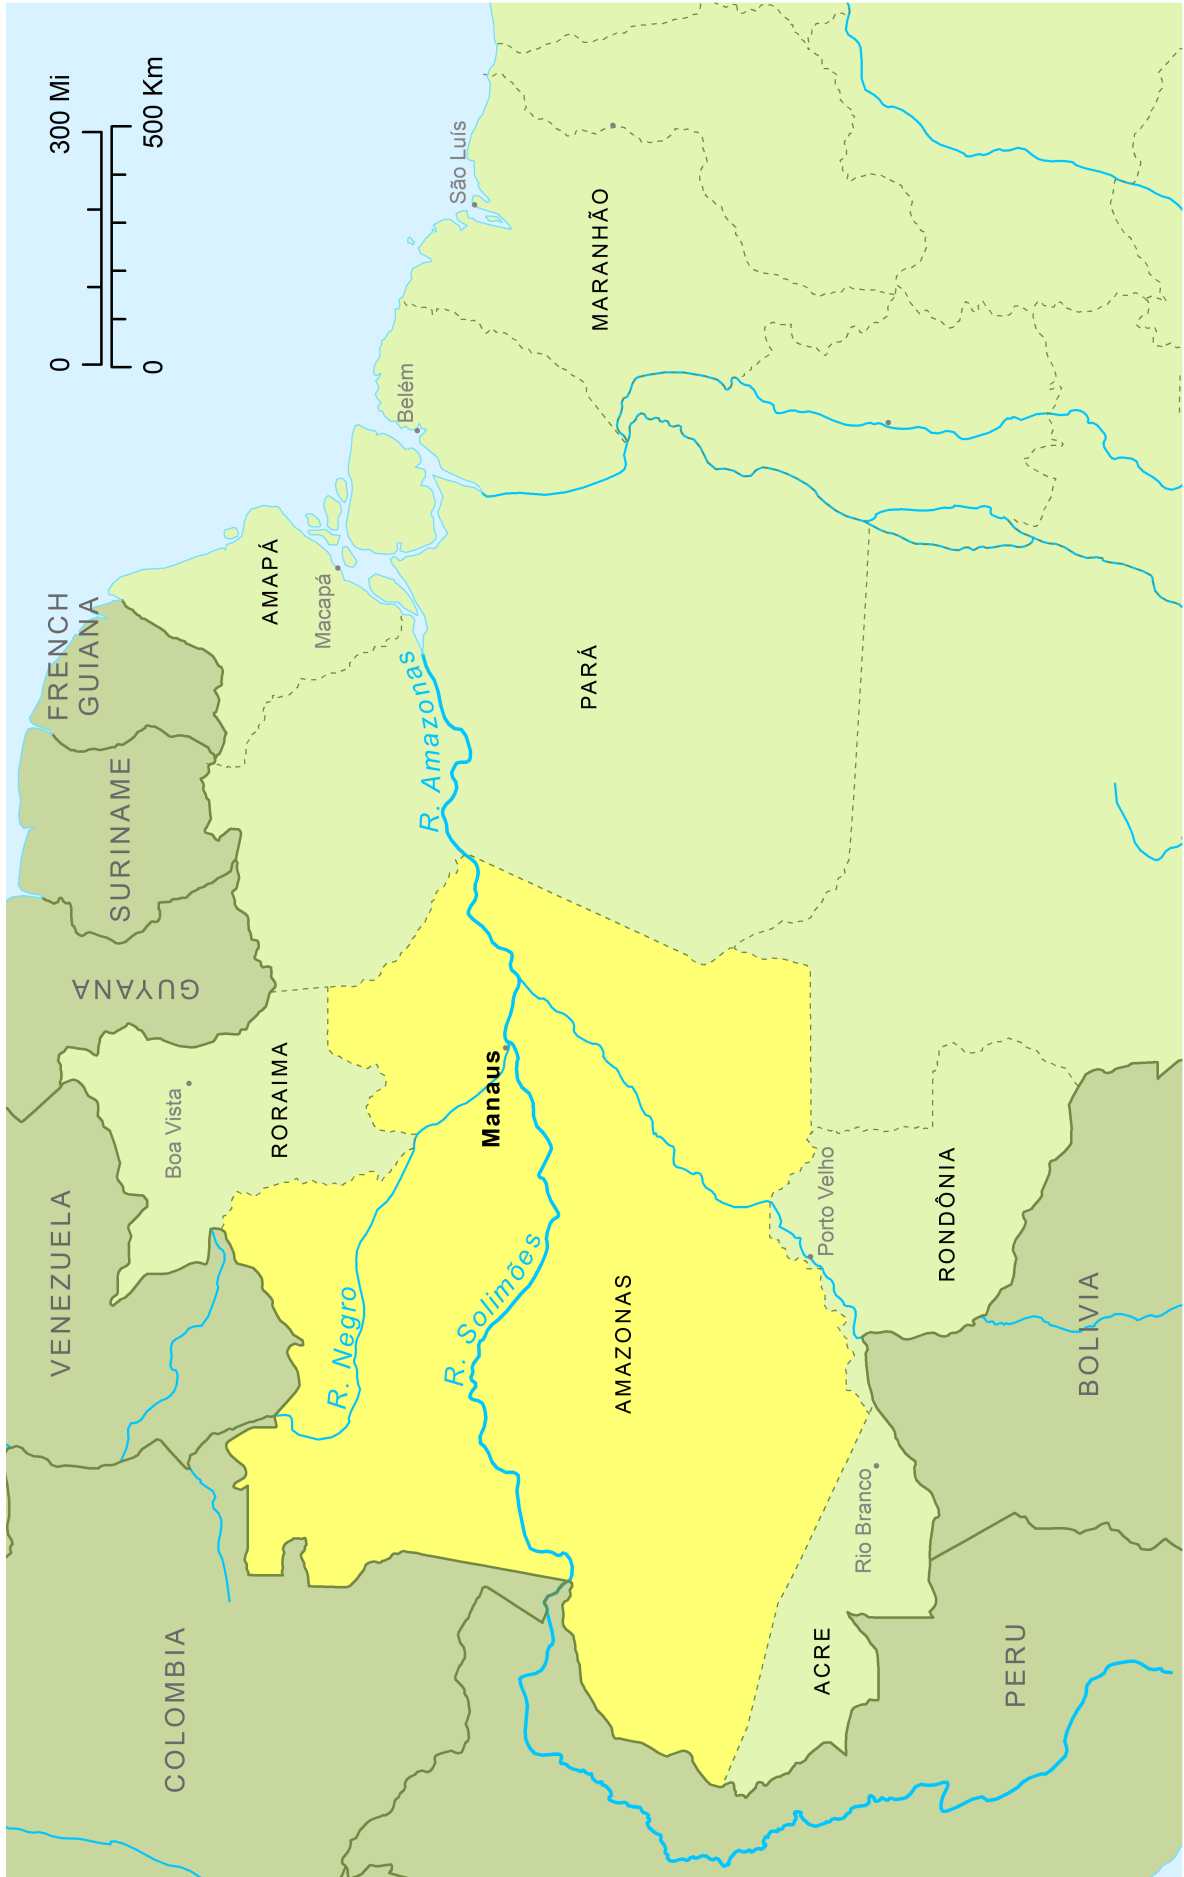 VENEZUELA
FRENCH
GUIANA
0 300 Mi
0 500 Km
SURINAME
GUYANA
COLOMBIA
Boa Vista
RORAIMA
AMAPÁ
Macapá
R. Negro
Belém
R. Amazonas
São Luís
R. Solimões
Manaus
PARÁ
MARANHÃO
AMAZONAS
ACRE
Porto Velho
Rio Branco
RONDÔNIA
PERU
BOLIVIA